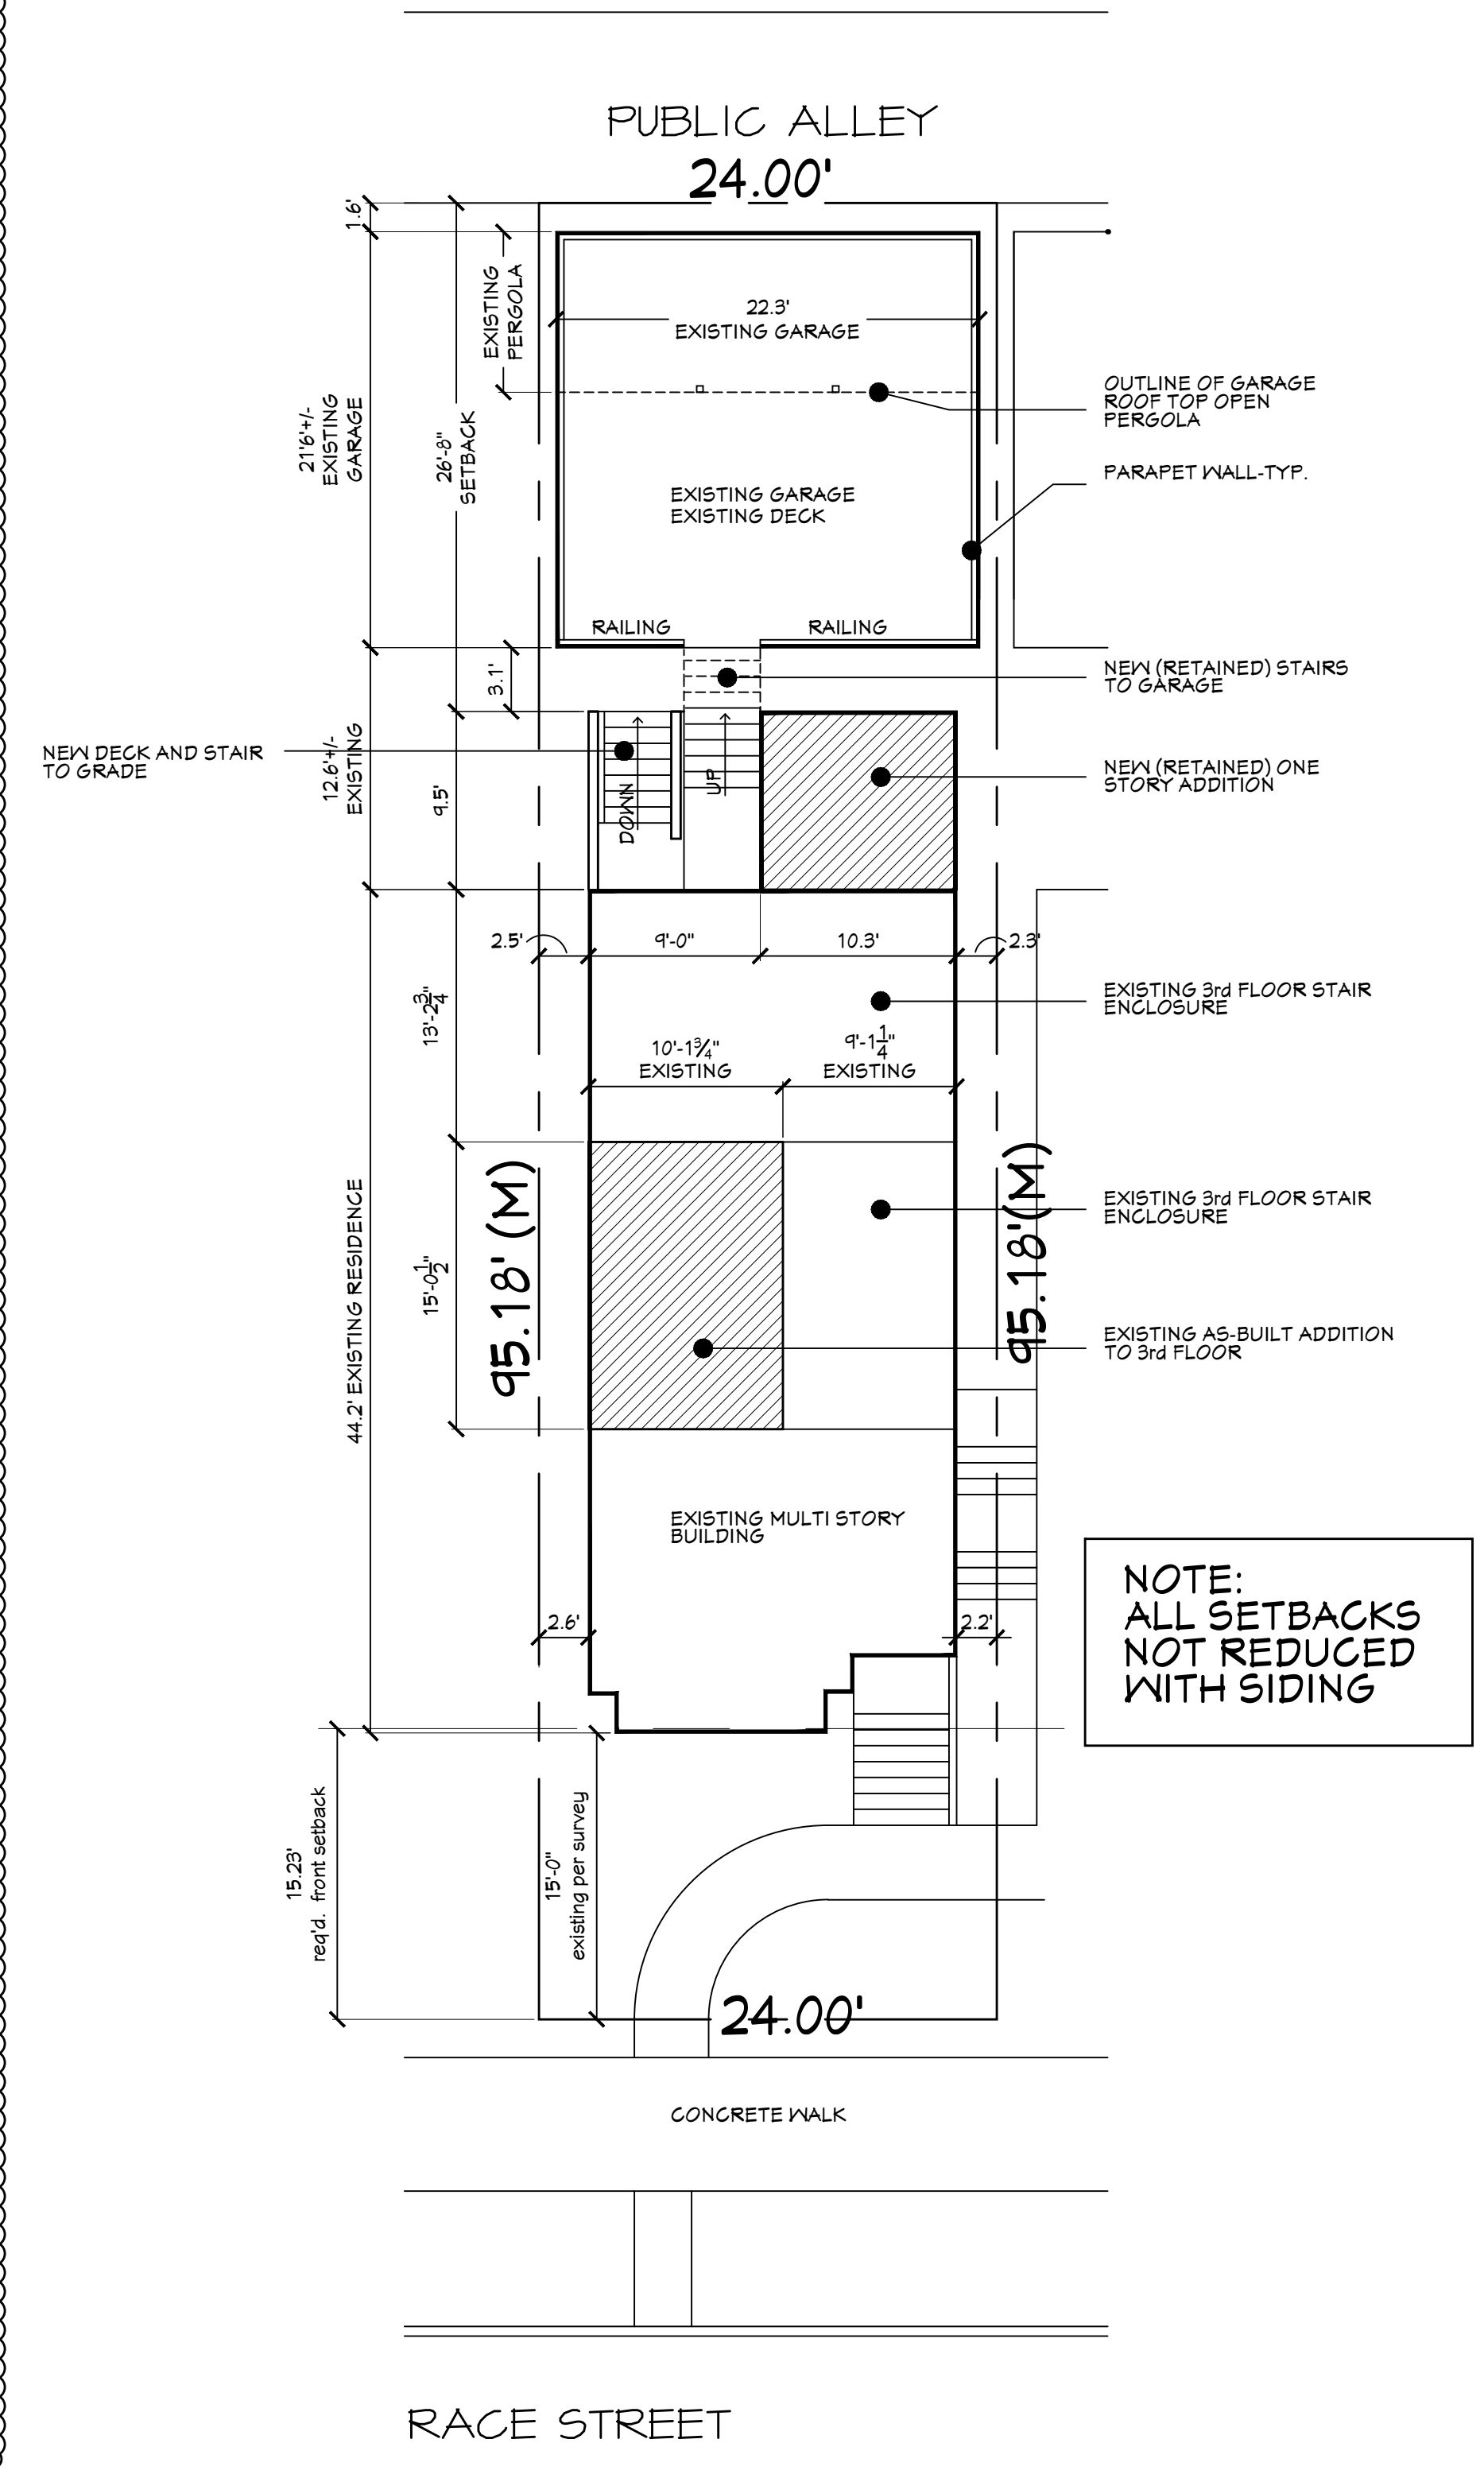 PUBLIC ALLEY
24.00'
1.6'
EXISTING
PERGOLA
22.3'
EXISTING GARAGE
21'6'+/-
EXISTING
GARAGE
26'-8"
SETBACK
OUTLINE OF GARAGE
ROOF TOP OPEN
PERGOLA
PARAPET WALL-TYP.
EXISTING GARAGE
EXISTING DECK
RAILING
RAILING
3.1'
NEW (RETAINED) STAIRS
TO GARAGE
NEW DECK AND STAIR
TO GRADE
12.6'+/-
EXISTING
9.5'
DOWN
UP
NEW (RETAINED) ONE
STORY ADDITION
2.5'
9'-0"
10.3'
2.3'
13'-2 3/4"
EXISTING 3rd FLOOR STAIR
ENCLOSURE
10'-1 3/4"
EXISTING
9'-1 1/4"
EXISTING
95.18' (M)
95.18' (M)
44.2' EXISTING RESIDENCE
15'-0 1/2"
EXISTING 3rd FLOOR STAIR
ENCLOSURE
EXISTING AS-BUILT ADDITION
TO 3rd FLOOR
EXISTING MULTI STORY
BUILDING
NOTE:
ALL SETBACKS
NOT REDUCED
WITH SIDING
2.6'
2.2'
15.23'
req'd. front setback
15'-0"
existing per survey
24.00'
CONCRETE WALK
RACE STREET